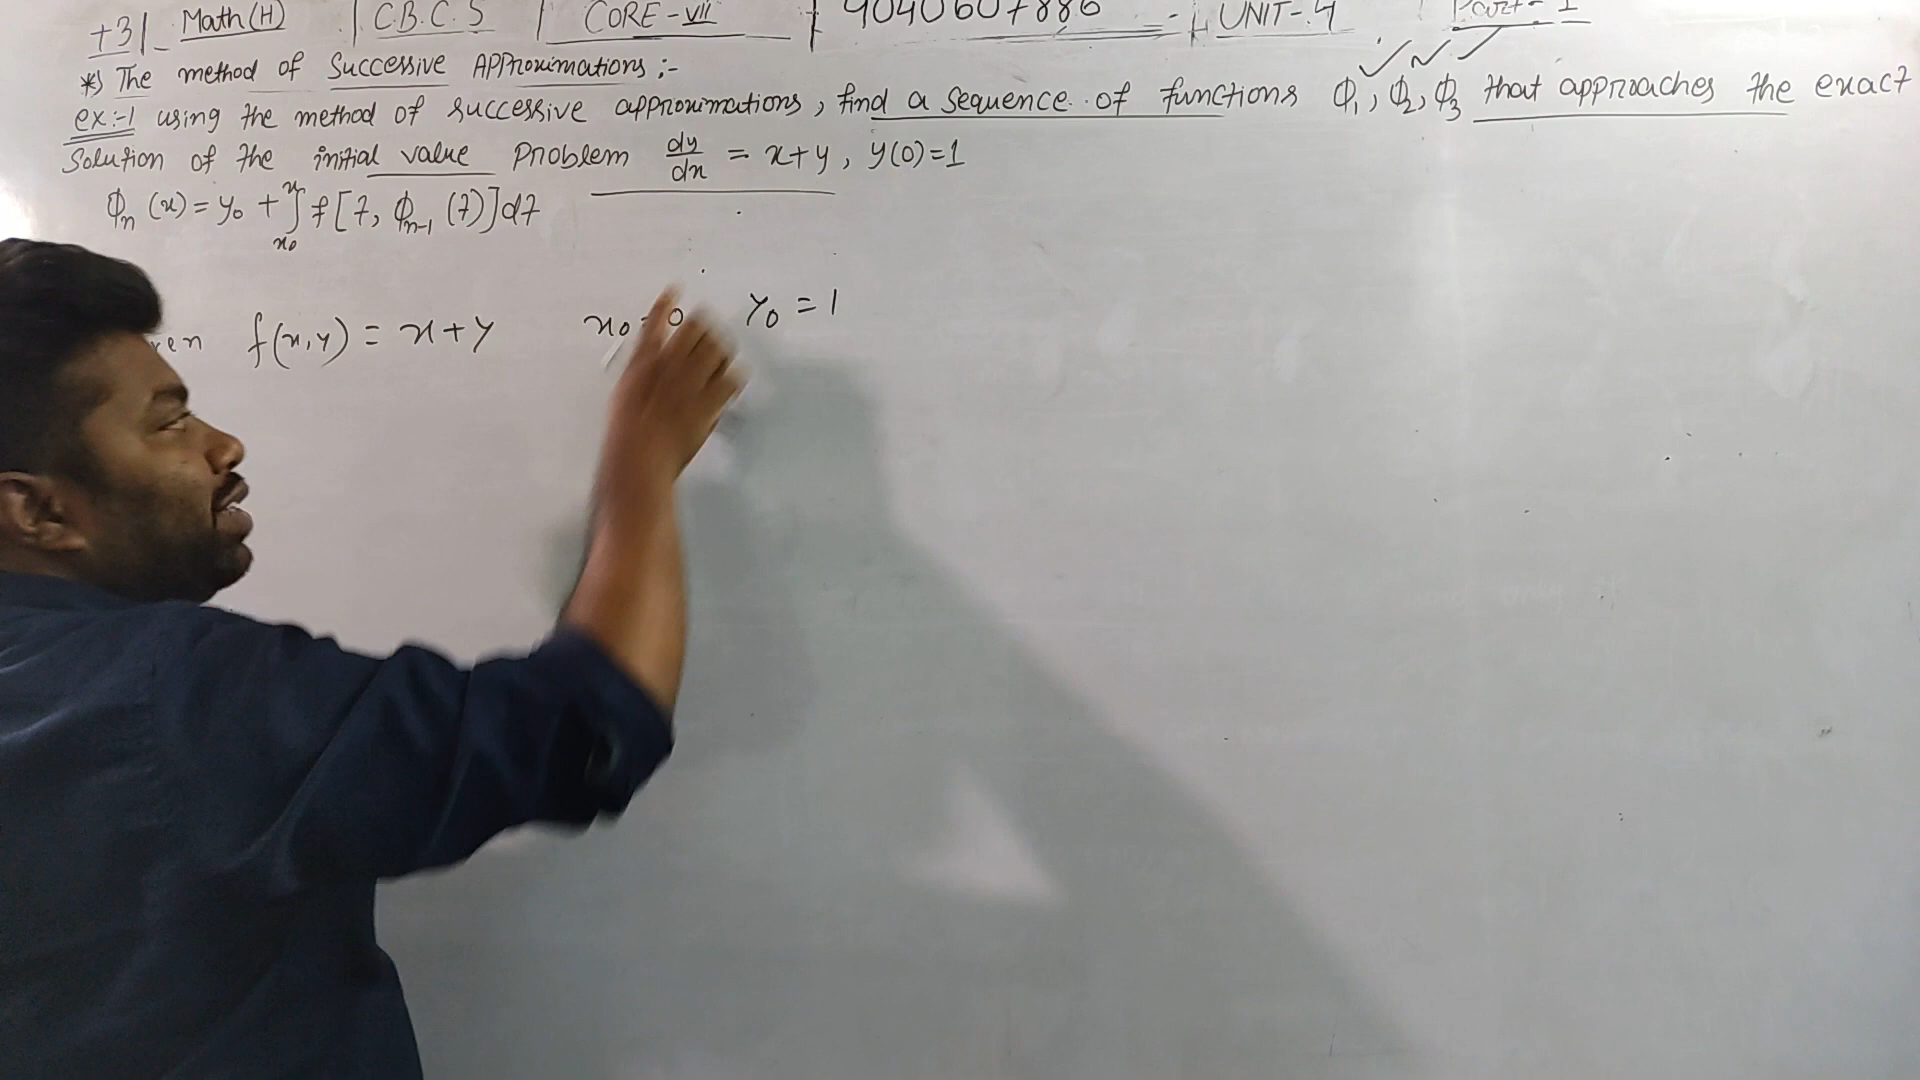 +3 | Math(H) | C.B.C.S | CORE-VII | 9040607886 | UNIT-4 Part-I
*) The method of Successive Approximations :-
ex:-1 using the method of successive approximations, find a sequence of functions ϕ₁, ϕ₂, ϕ₃ that approaches the exact
Solution of the initial value Problem dy/dx = x+y, y(0)=1
ϕₙ(x) = y₀ + ∫ₓ₀ˣ f[t, ϕₙ₋₁(t)]dt
f(x,y) = x+y x₀=0 y₀ = 1